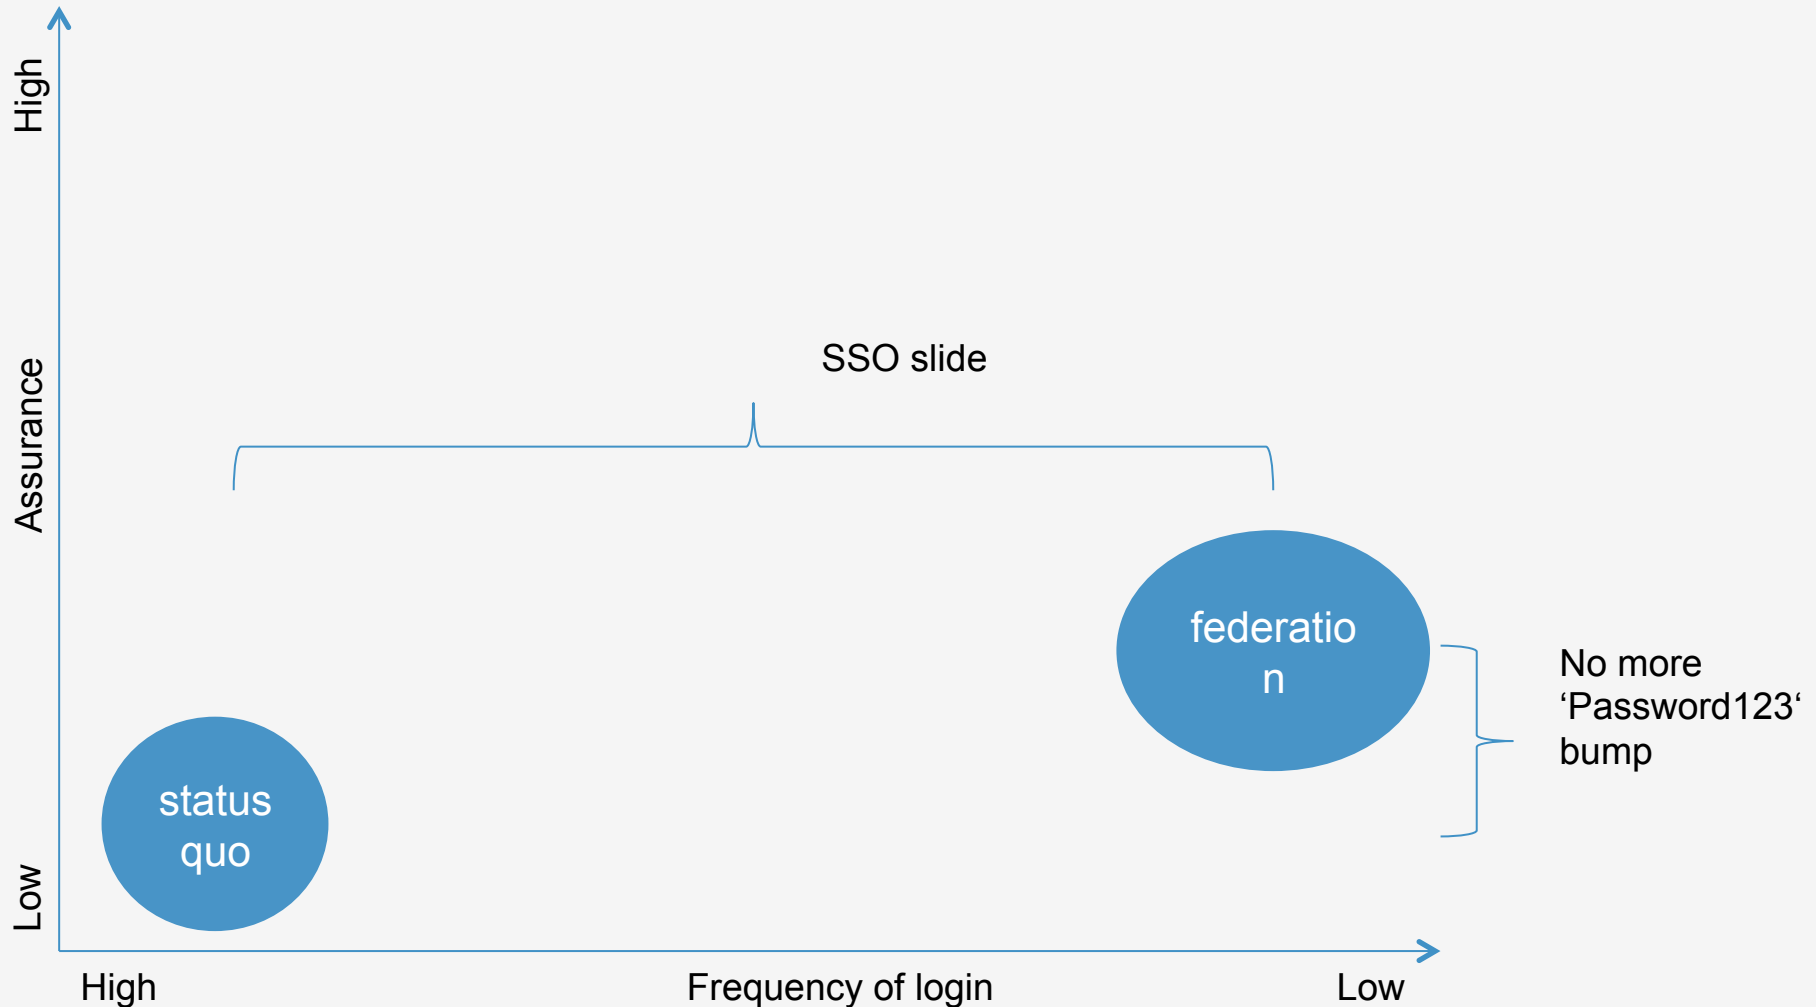 High
Assurance
Low
SSO slide
federatio
n
status
quo
No more
‘Password123‘
bump
High
Frequency of login
Low